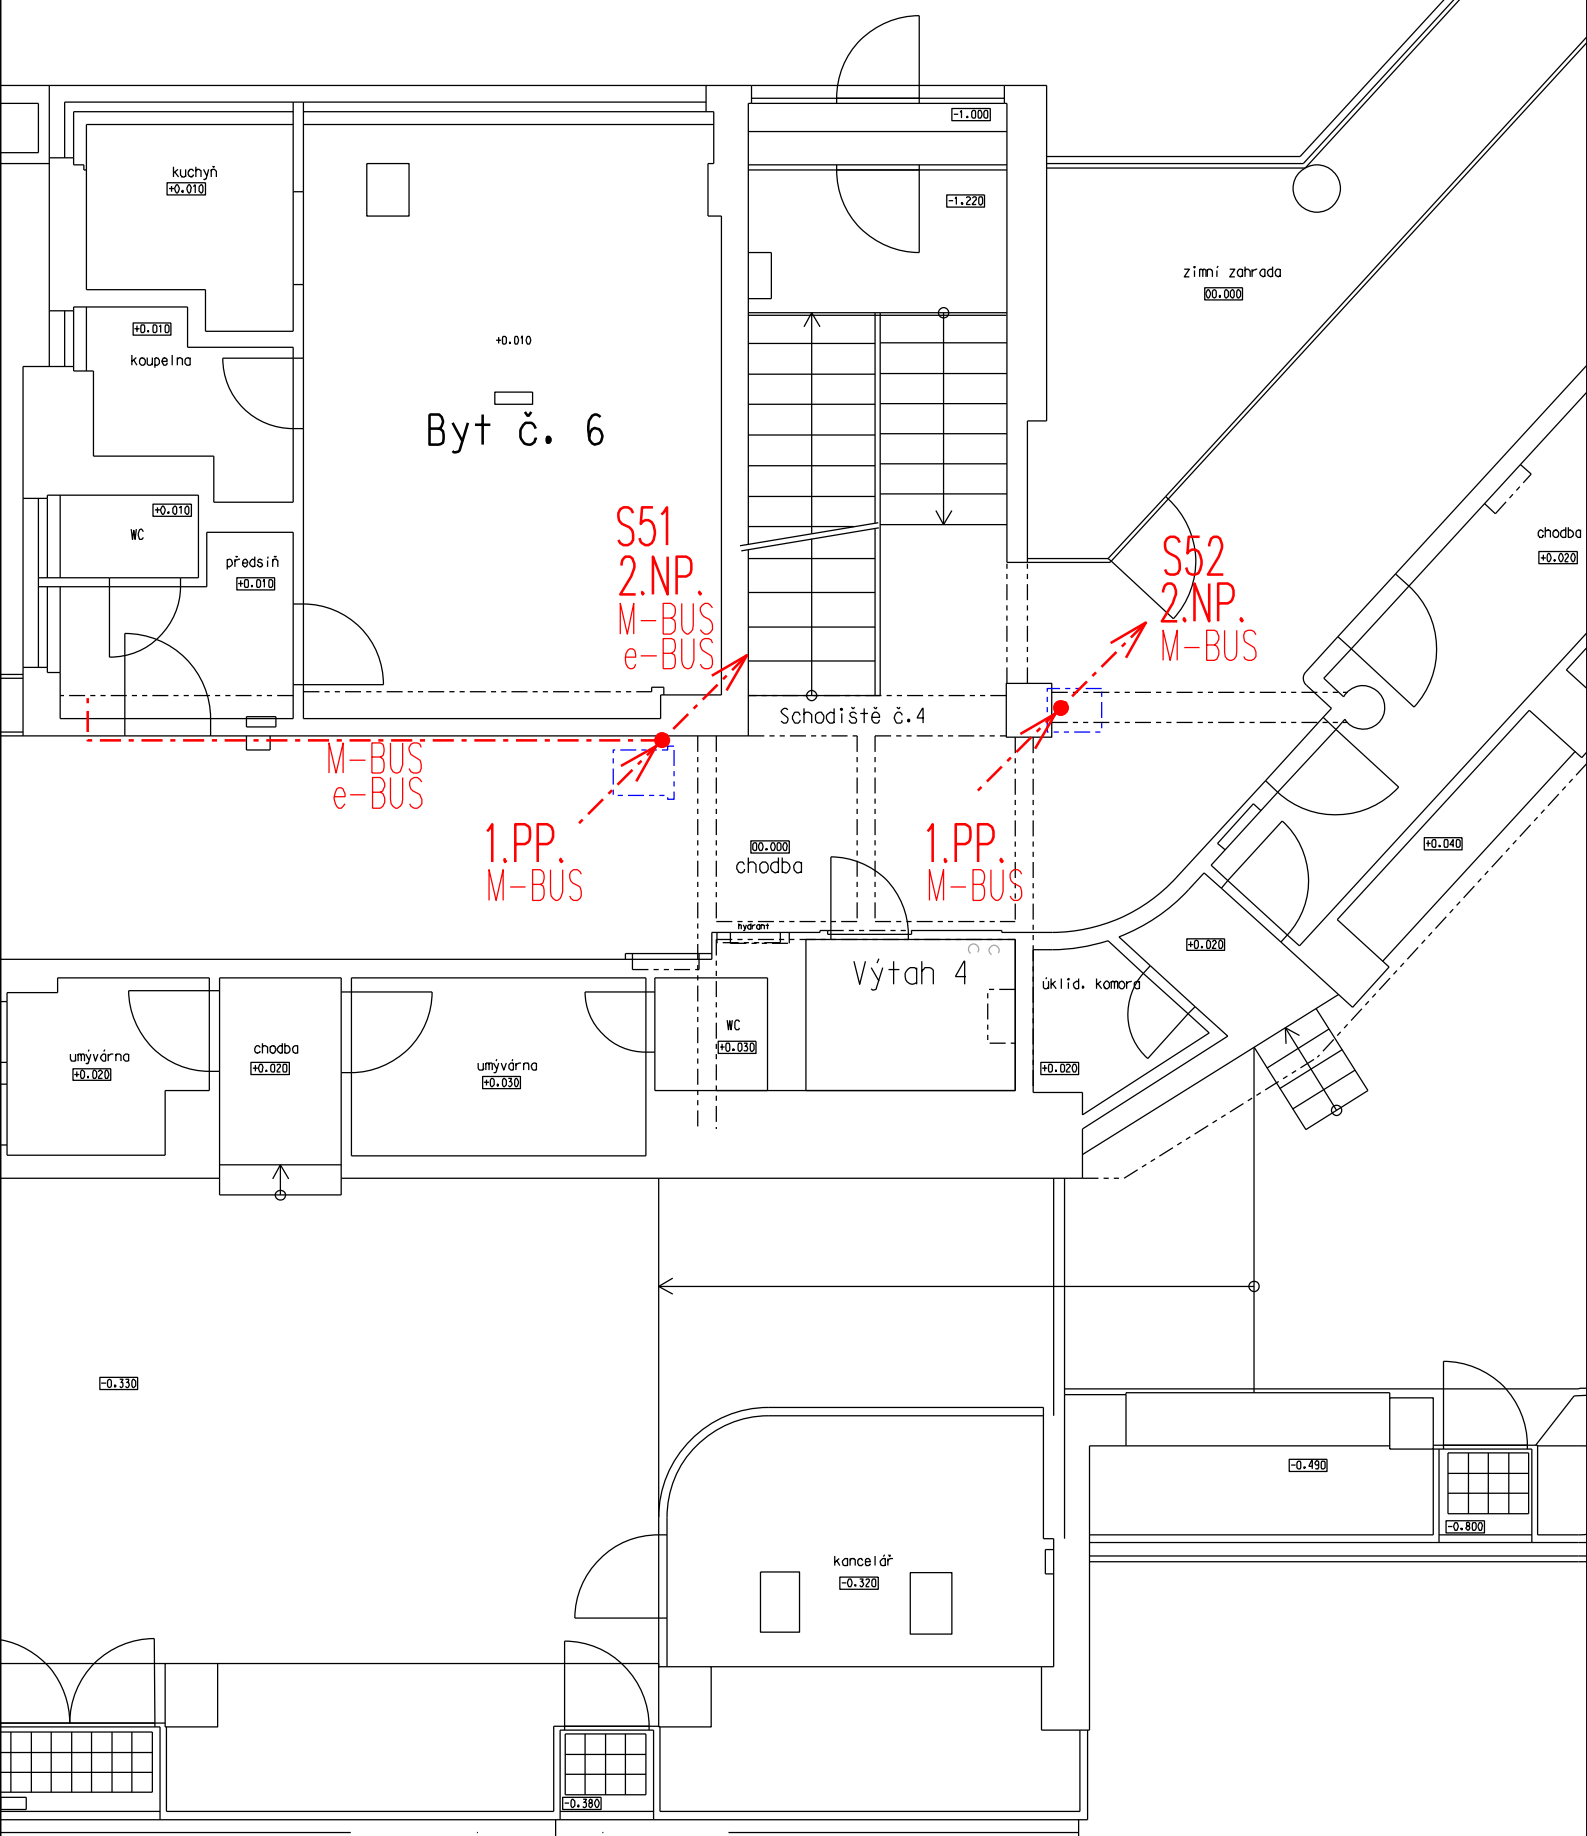 -1.000
kuchyň
+0.010
-1.220
zimní zahrada
00.000
+0.010
koupelna
+0.010
Byt č. 6
+0.010
WC
S51
2.NP.
M-BUS
e-BUS
předsíň
+0.010
S52
2.NP.
M-BUS
chodba
+0.020
Schodiště č.4
M-BUS
e-BUS
1.PP.
M-BUS
00.000
chodba
1.PP.
M-BUS
+0.040
hydrant
Výtah 4
+0.020
úklid. komora
+0.020
umývárna
+0.020
chodba
+0.020
umývárna
+0.030
WC
+0.030
-0.330
-0.490
-0.800
kancelář
-0.320
-0.380